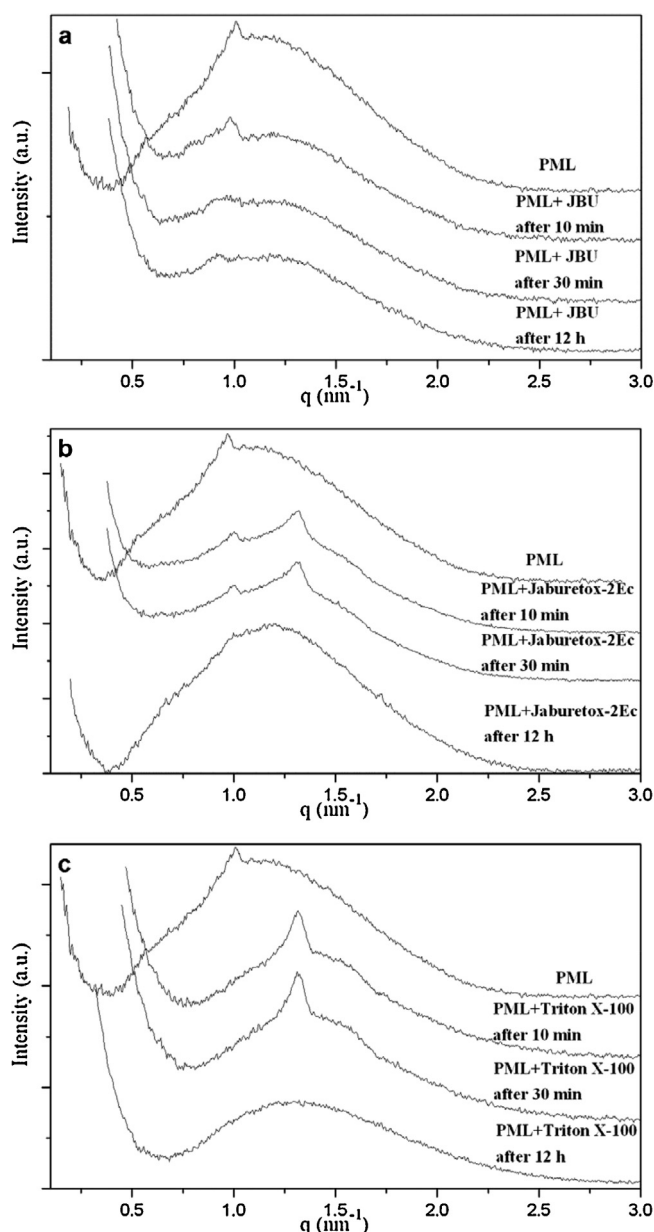 a
Intensity (a.u.)
PML
PML+ JBU
after 10 min
PML+ JBU
after 30 min
PML+ JBU
after 12 h
0.5 1.0 1.5 2.0 2.5 3.0
q (nm⁻¹)
b
Intensity (a.u.)
PML
PML+Jaburetox-2Ec
after 10 min
PML+Jaburetox-2Ec
after 30 min
PML+Jaburetox-2Ec
after 12 h
0.5 1.0 1.5 2.0 2.5 3.0
q (nm⁻¹)
c
Intensity (a.u.)
PML
PML+Triton X-100
after 10 min
PML+Triton X-100
after 30 min
PML+Triton X-100
after 12 h
0.5 1.0 1.5 2.0 2.5 3.0
q (nm⁻¹)